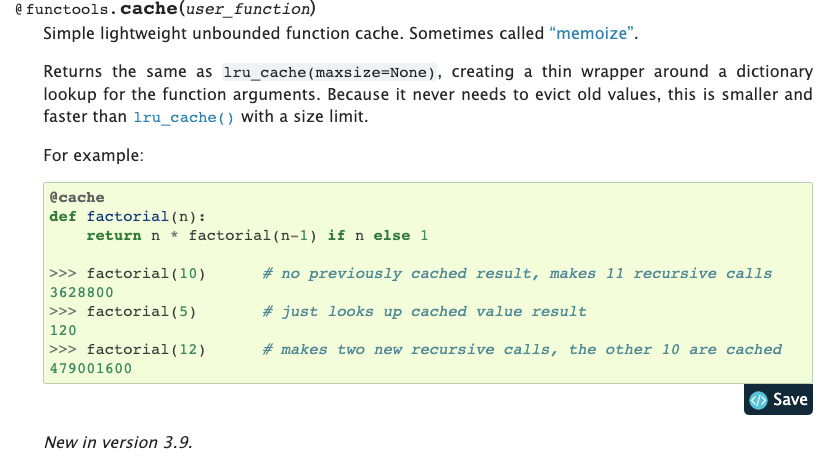 @functools.cache(user_function)
Simple lightweight unbounded function cache. Sometimes called “memoize”.
Returns the same as lru_cache(maxsize=None), creating a thin wrapper around a dictionary
lookup for the function arguments. Because it never needs to evict old values, this is smaller and
faster than lru_cache() with a size limit.
For example:
@cache
def factorial(n):
    return n * factorial(n-1) if n else 1
>>> factorial(10)      # no previously cached result, makes 11 recursive calls
3628800
>>> factorial(5)       # just looks up cached value result
120
>>> factorial(12)      # makes two new recursive calls, the other 10 are cached
479001600
</> Save
New in version 3.9.